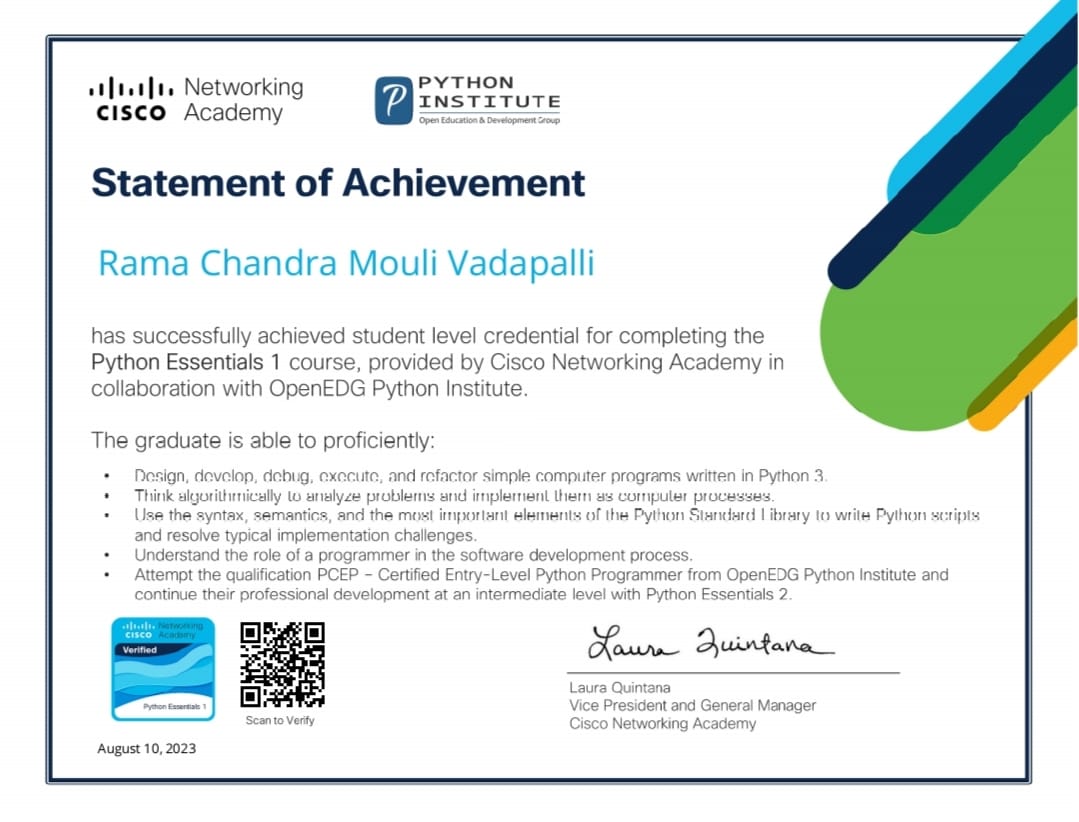 CISCO Networking Academy
PYTHON INSTITUTE
Open Education & Development Group
Statement of Achievement
Rama Chandra Mouli Vadapalli
has successfully achieved student level credential for completing the
Python Essentials 1 course, provided by Cisco Networking Academy in
collaboration with OpenEDG Python Institute.
The graduate is able to proficiently:
• Design, develop, debug, execute, and refactor simple computer programs written in Python 3.
• Think algorithmically to analyze problems and implement them as computer processes.
• Use the syntax, semantics, and the most important elements of the Python Standard Library to write Python scripts
and resolve typical implementation challenges.
• Understand the role of a programmer in the software development process.
• Attempt the qualification PCEP – Certified Entry-Level Python Programmer from OpenEDG Python Institute and
continue their professional development at an intermediate level with Python Essentials 2.
CISCO Networking Academy
Verified
Python Essentials 1
Scan to Verify
August 10, 2023
Laura Quintana
Laura Quintana
Vice President and General Manager
Cisco Networking Academy